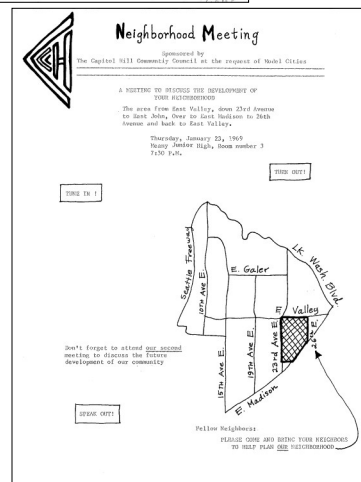 Neighborhood Meeting
Sponsored by
The Capitol Hill Community Council at the request of Model Cities
A MEETING TO DISCUSS THE DEVELOPMENT OF
YOUR NEIGHBORHOOD
The area from East Valley, down 23rd Avenue
to East John, Over to East Madison to 26th
Avenue and back to East Valley.
Thursday, January 23, 1969
Meany Junior High, Room number 3
7:30 P.M.
TURN OUT!
TUNE IN !
Seattle Freeway
10TH Ave E.
E. Galer
Lk Wash. Blvd.
E Valley
15TH Ave E.
19TH Ave E.
23rd Ave E
26th E.
E. Madison
Don't forget to attend our second
meeting to discuss the future
development of our community
SPEAK OUT!
Fellow Neighbors:
PLEASE COME AND BRING YOUR NEIGHBORS
TO HELP PLAN OUR NEIGHBORHOOD